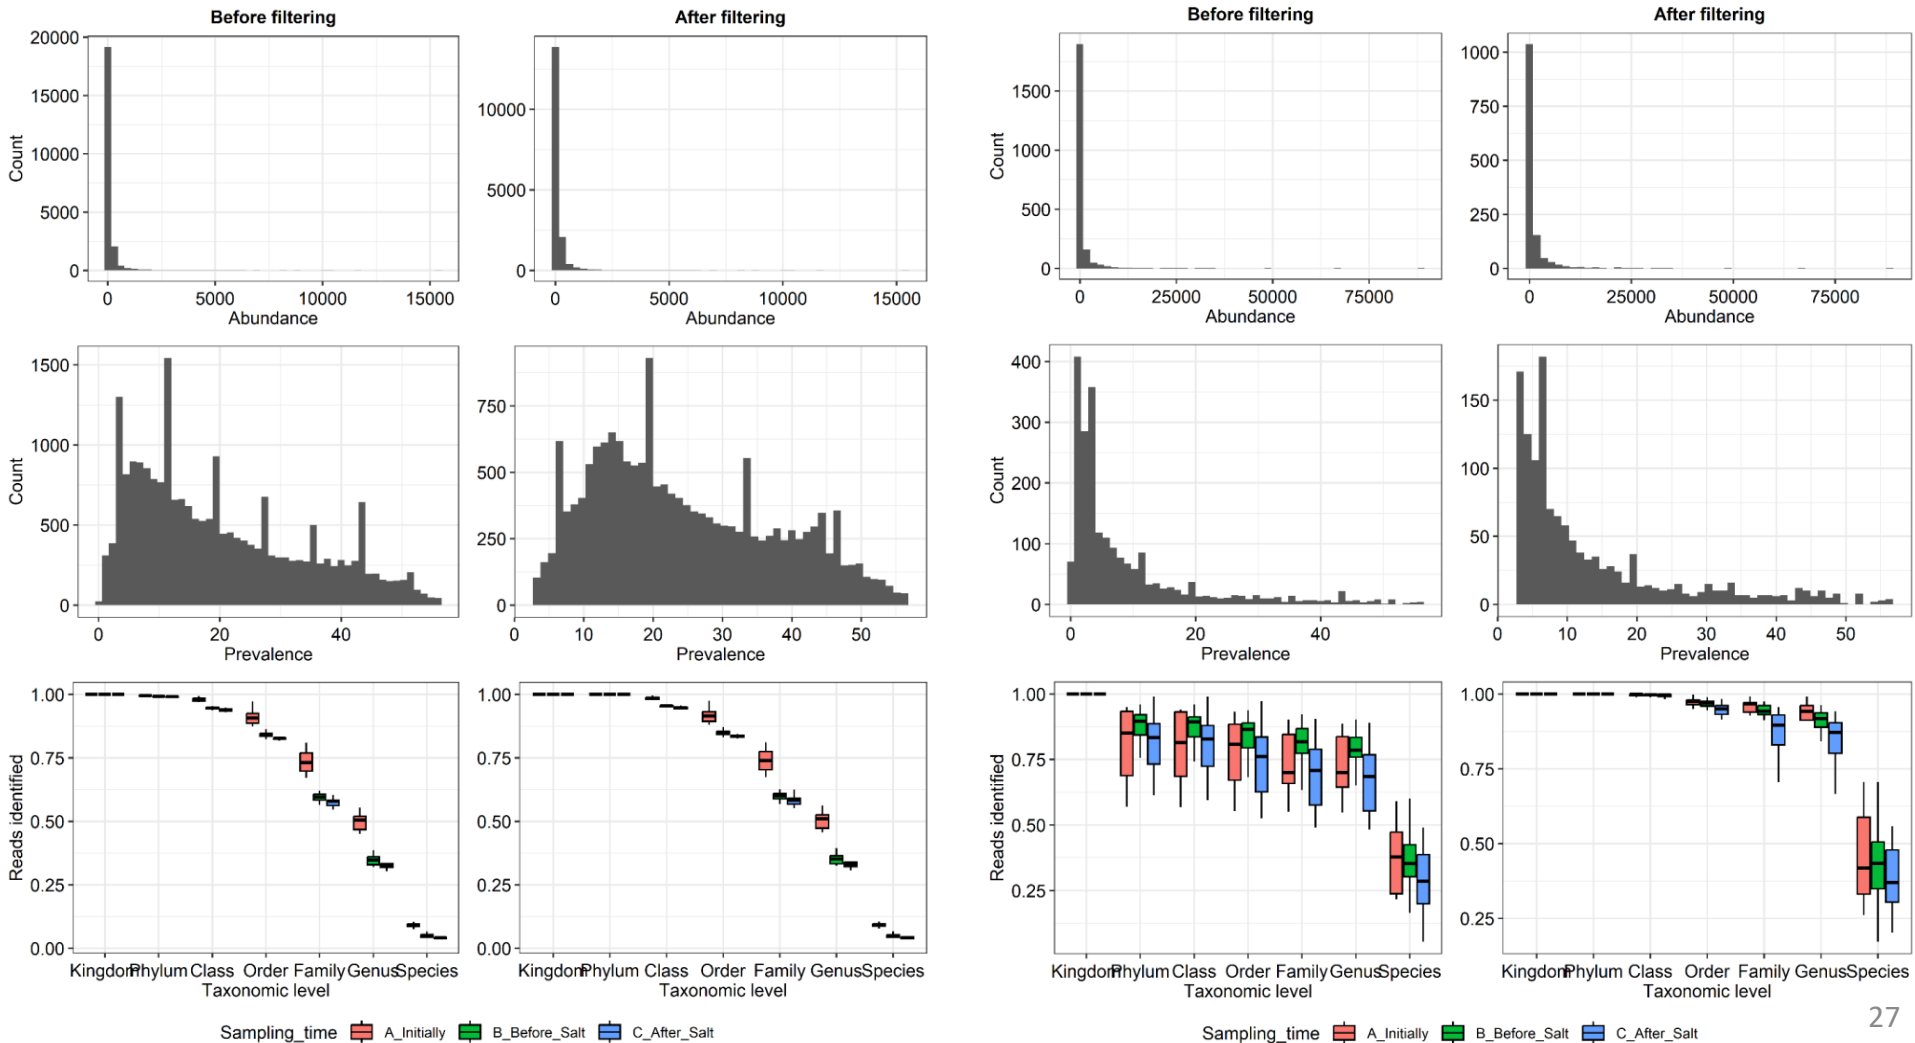 Before filtering
After filtering
Before filtering
After filtering
20000
15000
10000
5000
0
Count
0 5000 10000 15000
Abundance
10000
5000
0
0 5000 10000 15000
Abundance
1500
1000
500
0
Count
0 25000 50000 75000
Abundance
1000
750
500
250
0
0 25000 50000 75000
Abundance
1500
1000
500
0
Count
0 20 40
Prevalence
750
500
250
0
0 10 20 30 40 50
Prevalence
400
300
200
100
0
Count
0 20 40
Prevalence
150
100
50
0
0 10 20 30 40 50
Prevalence
1.00
0.75
0.50
0.25
0.00
Reads identified
Kingdom Phylum Class Order Family Genus Species
Taxonomic level
1.00
0.75
0.50
0.25
0.00
Kingdom Phylum Class Order Family Genus Species
Taxonomic level
1.00
0.75
0.50
0.25
Reads identified
Kingdom Phylum Class Order Family Genus Species
Taxonomic level
1.00
0.75
0.50
0.25
Kingdom Phylum Class Order Family Genus Species
Taxonomic level
Sampling_time A_Initially B_Before_Salt C_After_Salt
Sampling_time A_Initially B_Before_Salt C_After_Salt
27